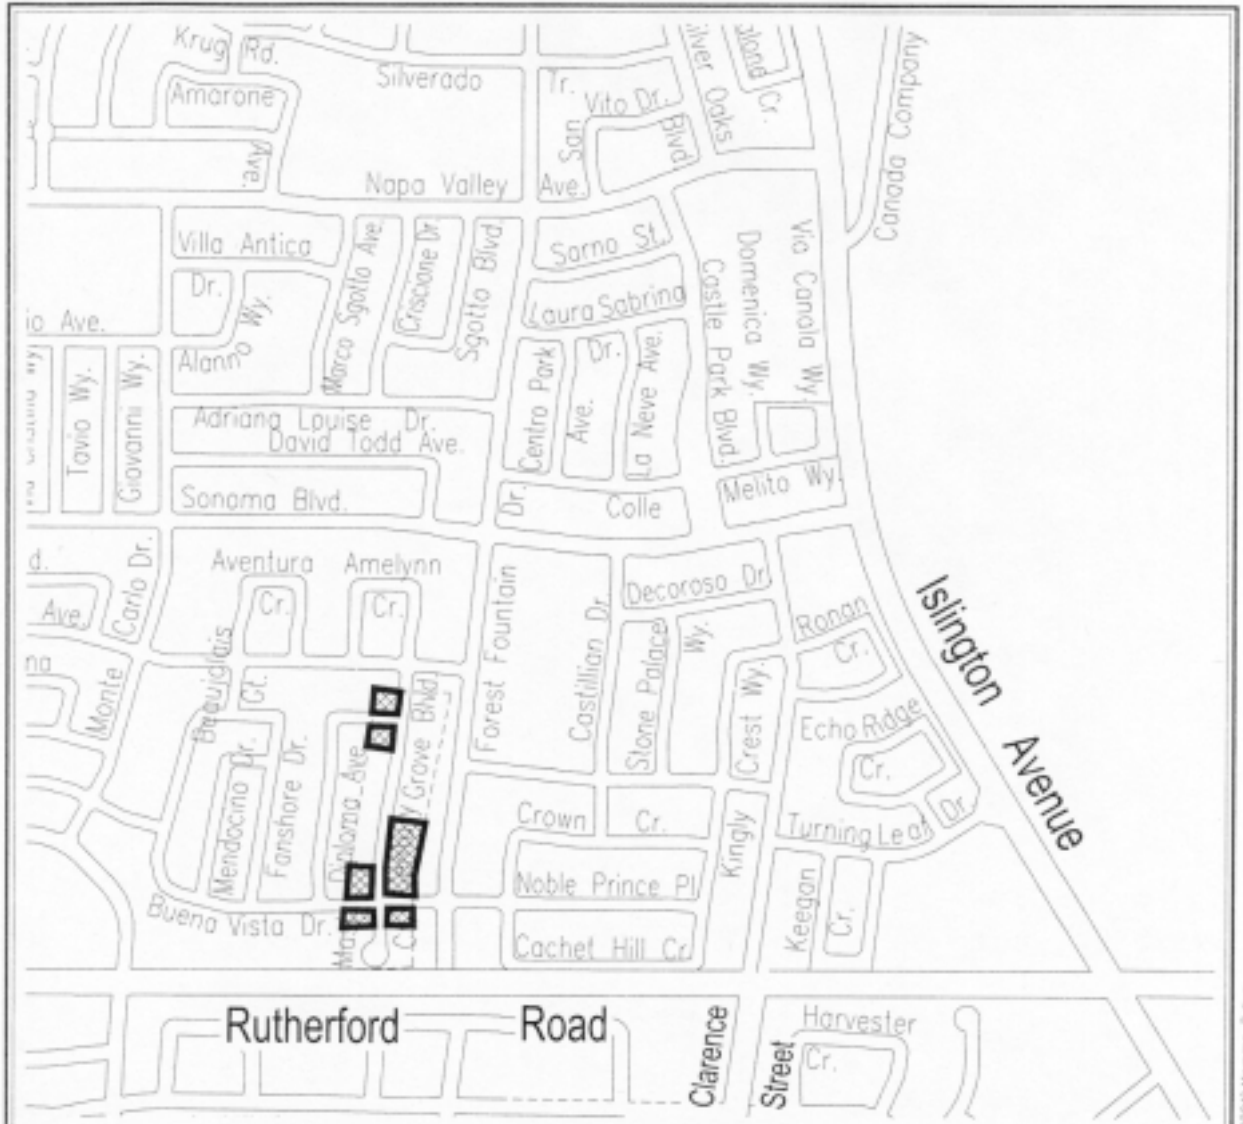 Krug Rd.
Silverado Tr.
Amarone
Ave.
San
Vito Dr.
Blvd
Silver Oaks
Cr.
Canada Company
Napa Valley Ave.
Villa Antica
Dr.
Wy.
Alanno
Marco Sgotto Ave.
Criscione Dr.
Sgotto Blvd.
Sarno St.
Laura Sabrina
Dr.
Castle Park Blvd.
Domenica Wy.
Via Canala Wy.
io Ave.
Tavio Wy.
Giovanni Wy.
Adriana Louise Dr.
David Todd Ave.
Centro Park
Ave.
La Neve Ave.
Sonoma Blvd.
Dr.
Colle
Melito Wy.
d.
Ave.
Carlo Dr.
Aventura
Cr.
Amelynn
Cr.
Forest Fountain
Castillian Dr.
Decoroso Dr.
Stone Palace
Wy.
Ronan
Cr.
Islington Avenue
na
Monte
Beaujolais
Ct.
Mendocino Dr.
Fanshore Dr.
Diploma Ave
y Grove Blvd
Crest Wy.
Echo Ridge
Cr.
Crown Cr.
Kingly
Turning Leaf Dr.
Noble Prince Pl
Keegan
Cr.
Buena Vista Dr.
Ma
C
Cachet Hill Cr.
Rutherford Road
Clarence
Street
Harvester
Cr.